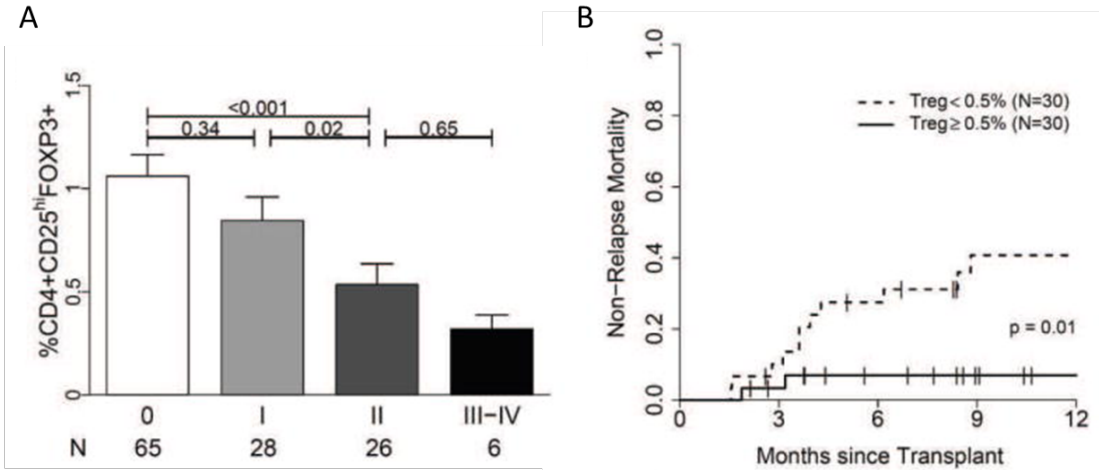 A
%CD4+CD25hiFOXP3+
1.5
1
0.5
0
<0.001
0.34
0.02
0.65
0
I
II
III-IV
N
65
28
26
6
B
Non-Relapse Mortality
1.0
0.8
0.6
0.4
0.2
0.0
Treg< 0.5% (N=30)
Treg≥ 0.5% (N=30)
p = 0.01
0
3
6
9
12
Months since Transplant